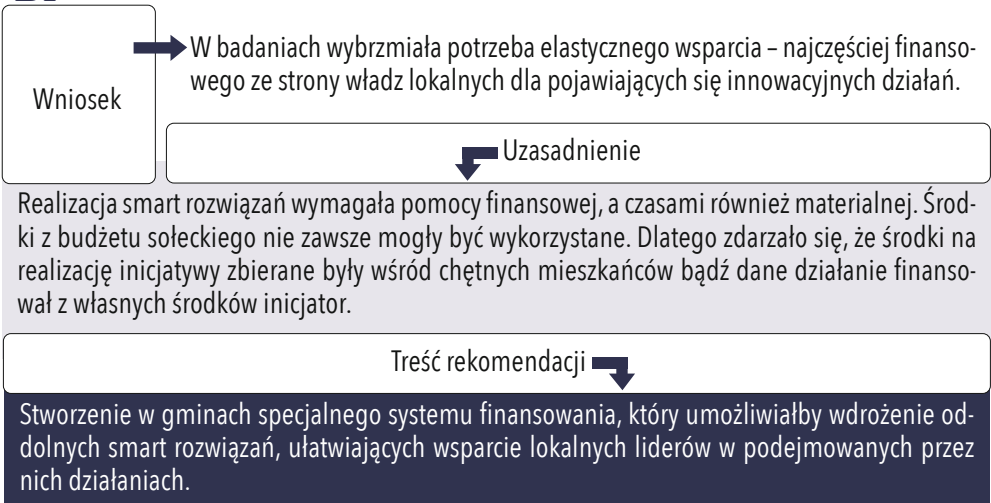 Wniosek
W badaniach wybrzmiała potrzeba elastycznego wsparcia – najczęściej finanso-
wego ze strony władz lokalnych dla pojawiających się innowacyjnych działań.
Uzasadnienie
Realizacja smart rozwiązań wymagała pomocy finansowej, a czasami również materialnej. Środ-
ki z budżetu sołeckiego nie zawsze mogły być wykorzystane. Dlatego zdarzało się, że środki na
realizację inicjatywy zbierane były wśród chętnych mieszkańców bądź dane działanie finanso-
wał z własnych środków inicjator.
Treść rekomendacji
Stworzenie w gminach specjalnego systemu finansowania, który umożliwiałby wdrożenie od-
dolnych smart rozwiązań, ułatwiających wsparcie lokalnych liderów w podejmowanych przez
nich działaniach.